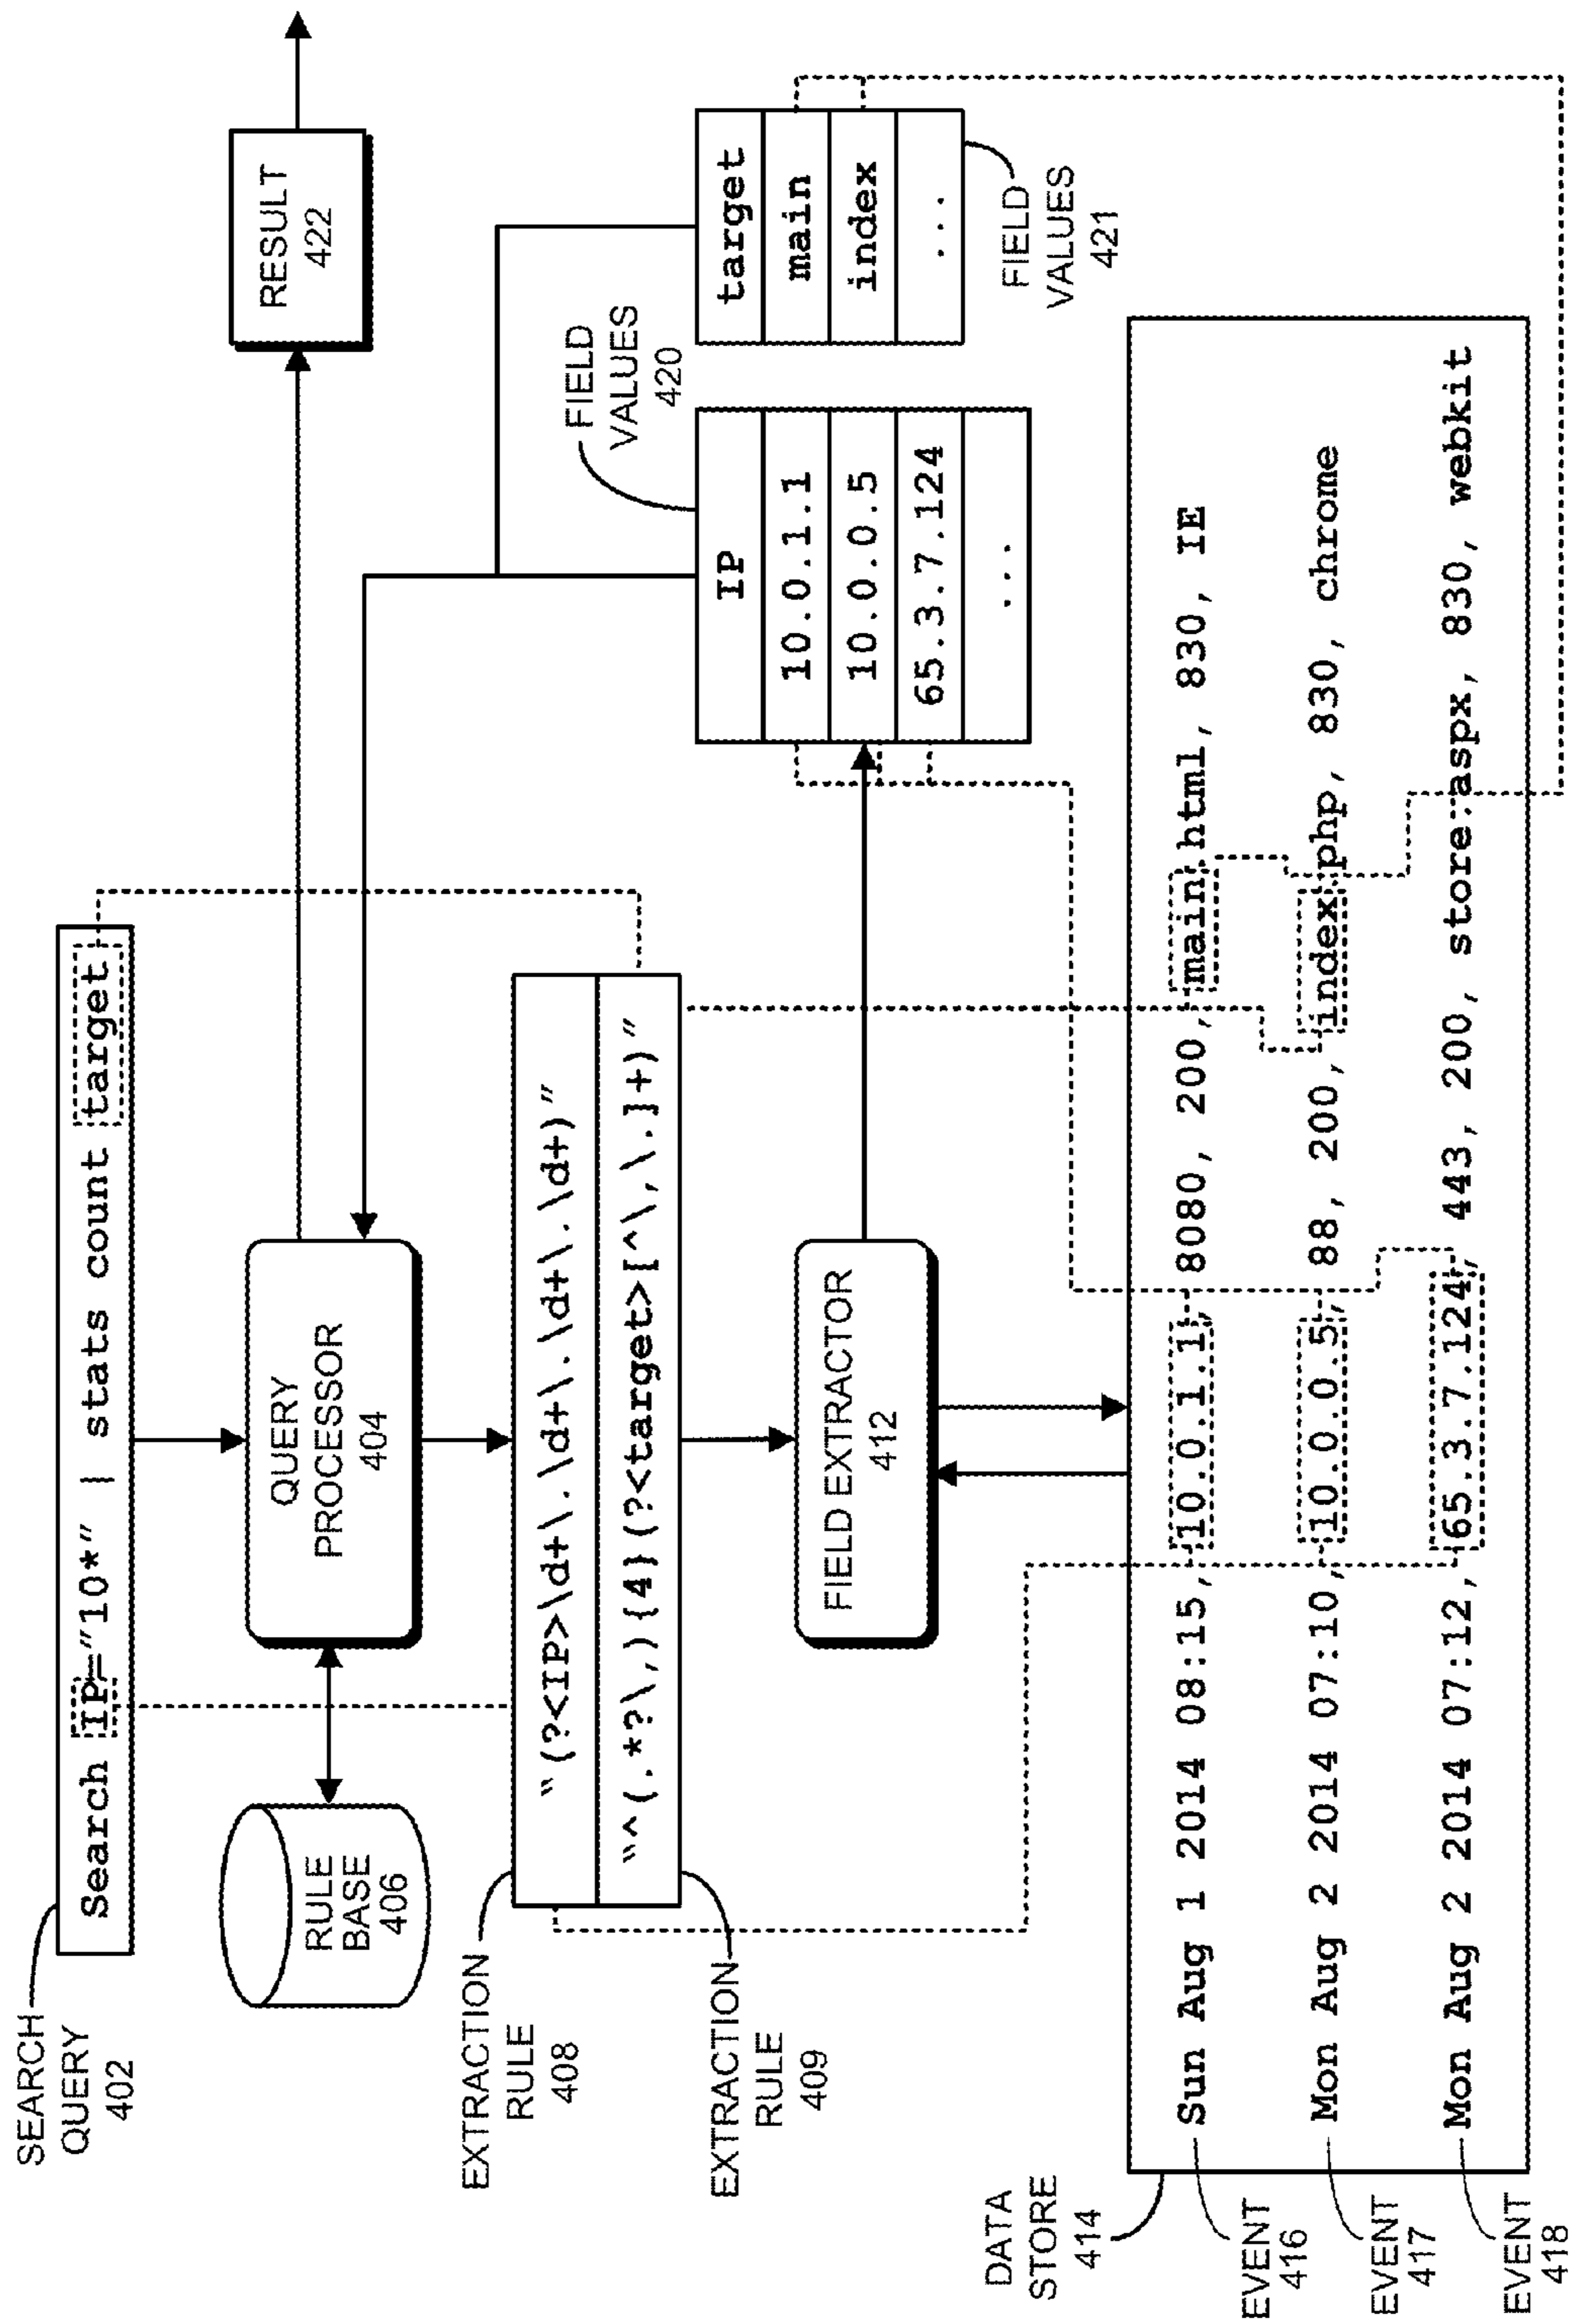 SEARCH
QUERY
402
Search IP="10*" | stats count target
RULE
BASE
406
QUERY
PROCESSOR
404
RESULT
422
EXTRACTION
RULE
408
"(?<IP>\d+\.\d+\.\d+\.\d+)"
"^(.*?\,){4}(?<target>[^\,\.]+)"
EXTRACTION
RULE
409
FIELD EXTRACTOR
412
FIELD
VALUES
420
IP
10.0.1.1
10.0.0.5
65.3.7.124
...
target
main
index
...
FIELD
VALUES
421
DATA
STORE
414
EVENT
416
Sun Aug 1 2014 08:15, 10.0.1.1, 8080, 200, main.html, 830, IE
EVENT
417
Mon Aug 2 2014 07:10, 10.0.0.5, 88, 200, index.php, 830, chrome
EVENT
418
Mon Aug 2 2014 07:12, 65.3.7.124, 443, 200, store.aspx, 830, webkit